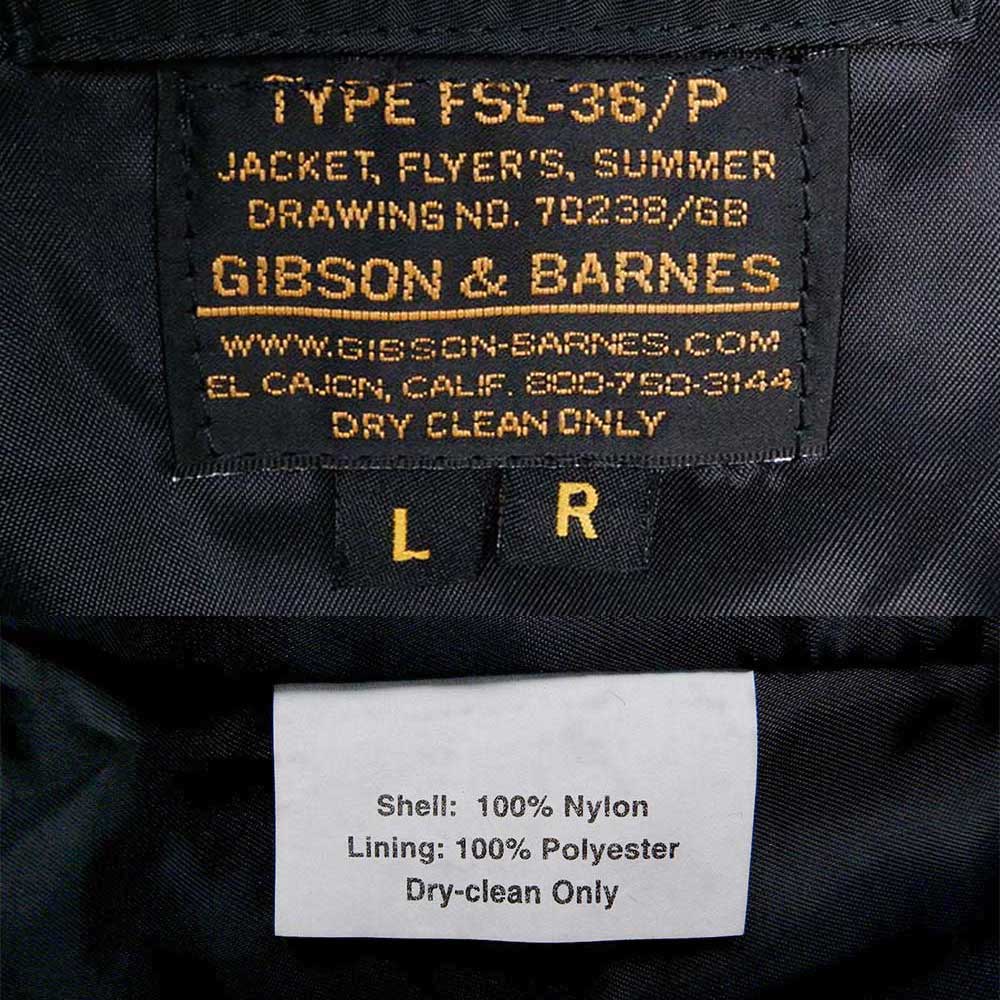 TYPE FSL-36/P
JACKET, FLYER'S, SUMMER
DRAWING NO. 70238/GB
GIBSON & BARNES
WWW.GIBSON-BARNES.COM
EL CAJON, CALIF. 800-750-3144
DRY CLEAN ONLY
L R
Shell: 100% Nylon
Lining: 100% Polyester
Dry-clean Only